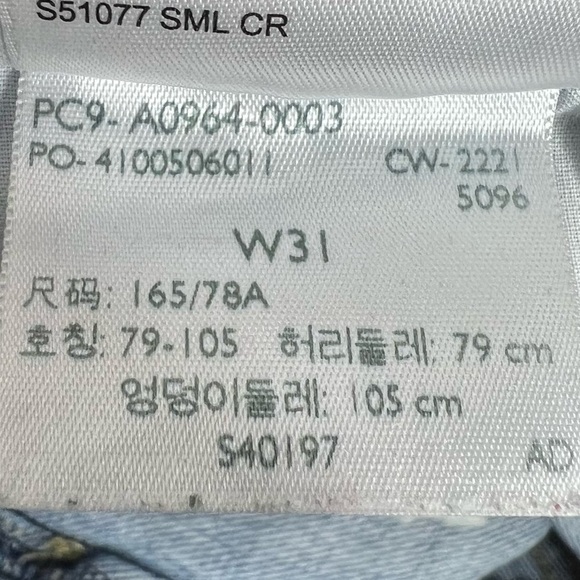 S51077 SML CR
PC9-A0964-0003
PO-4100506011 CW-2221
5096
W31
尺码: 165/78A
호칭: 79-105 허리둘레: 79 cm
엉덩이둘레: 105 cm
S40197 AD